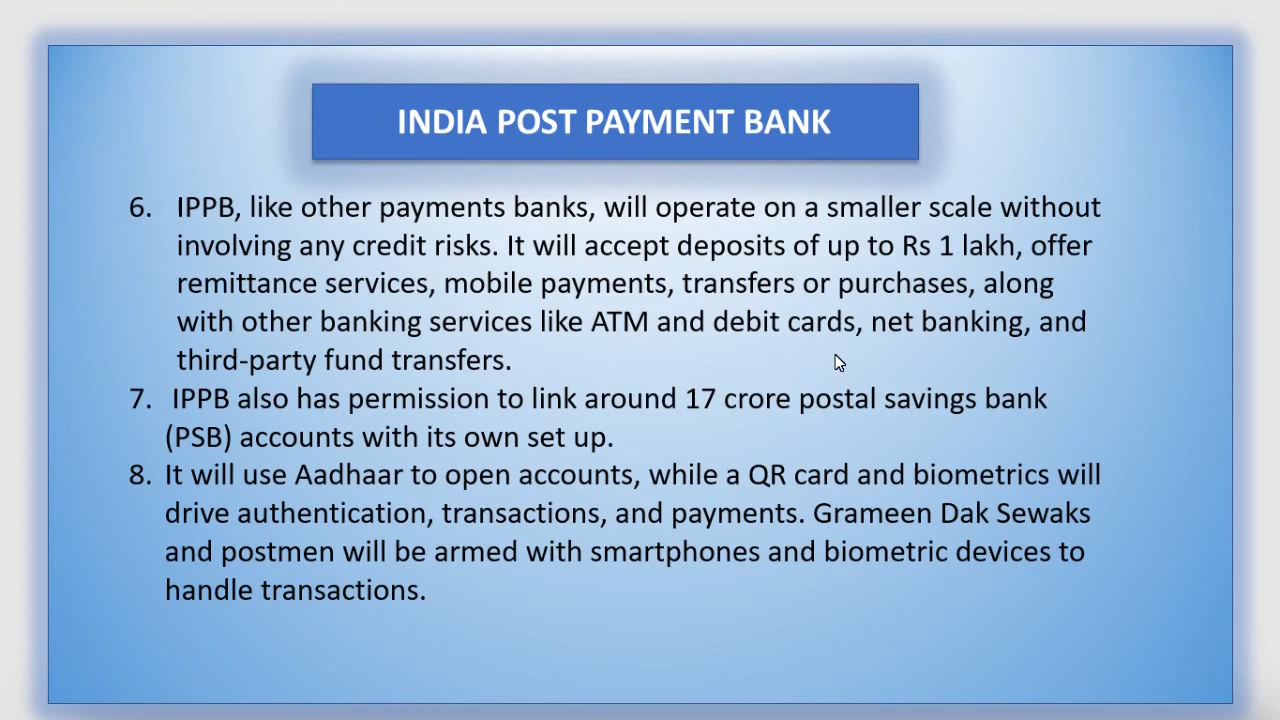 INDIA POST PAYMENT BANK
6. IPPB, like other payments banks, will operate on a smaller scale without
involving any credit risks. It will accept deposits of up to Rs 1 lakh, offer
remittance services, mobile payments, transfers or purchases, along
with other banking services like ATM and debit cards, net banking, and
third-party fund transfers.
7. IPPB also has permission to link around 17 crore postal savings bank
(PSB) accounts with its own set up.
8. It will use Aadhaar to open accounts, while a QR card and biometrics will
drive authentication, transactions, and payments. Grameen Dak Sewaks
and postmen will be armed with smartphones and biometric devices to
handle transactions.